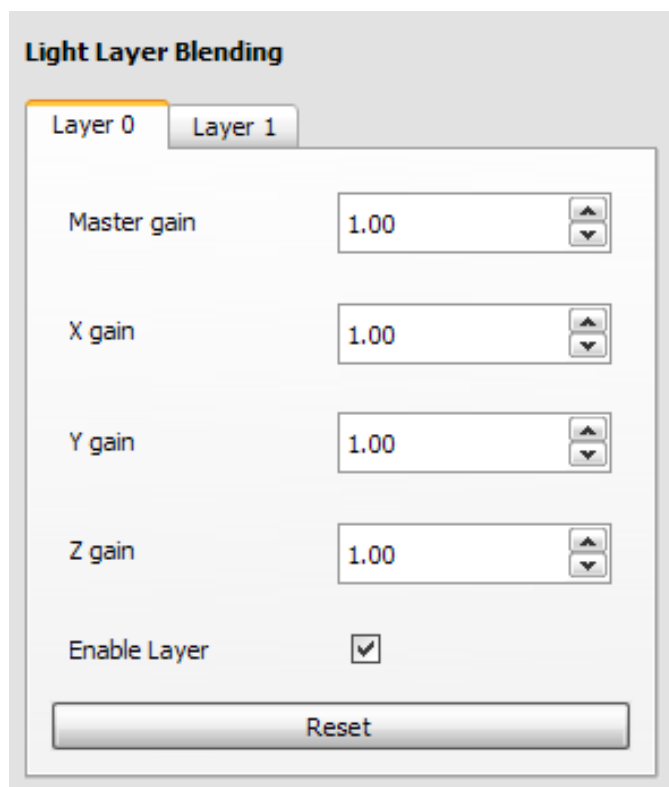 Light Layer Blending
Layer 0 Layer 1
Master gain 1.00
X gain 1.00
Y gain 1.00
Z gain 1.00
Enable Layer
Reset